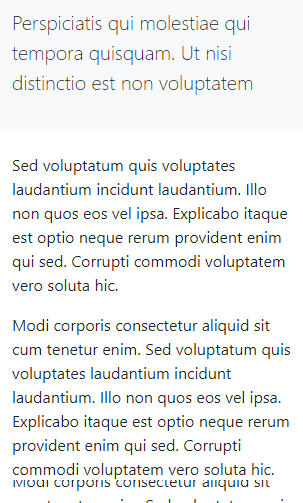 Perspiciatis qui molestiae qui
tempora quisquam. Ut nisi
distinctio est non voluptatem
Sed voluptatum quis voluptates
laudantium incidunt laudantium. Illo
non quos eos vel ipsa. Explicabo itaque
est optio neque rerum provident enim
qui sed. Corrupti commodi voluptatem
vero soluta hic.
Modi corporis consectetur aliquid sit
cum tenetur enim. Sed voluptatum quis
voluptates laudantium incidunt
laudantium. Illo non quos eos vel ipsa.
Explicabo itaque est optio neque rerum
provident enim qui sed. Corrupti
commodi voluptatem vero soluta hic.
Modi corporis consectetur aliquid sit